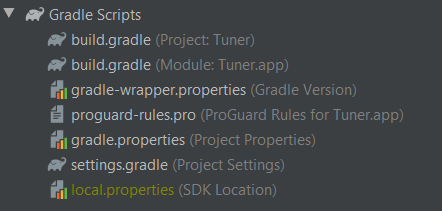 Gradle Scripts
build.gradle (Project: Tuner)
build.gradle (Module: Tuner.app)
gradle-wrapper.properties (Gradle Version)
proguard-rules.pro (ProGuard Rules for Tuner.app)
gradle.properties (Project Properties)
settings.gradle (Project Settings)
local.properties (SDK Location)